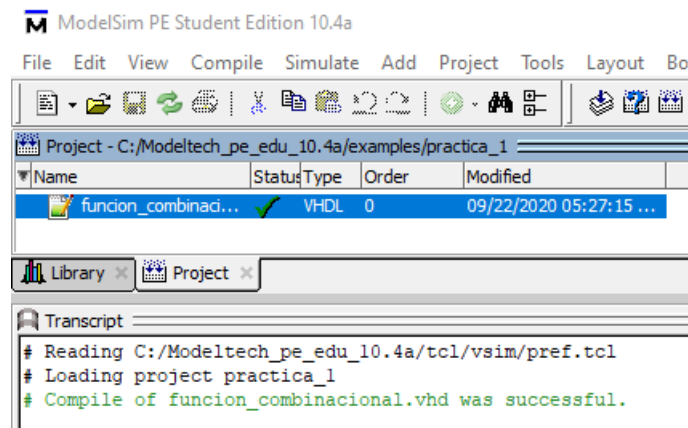 ModelSim PE Student Edition 10.4a
File Edit View Compile Simulate Add Project Tools Layout Bo
Project - C:/Modeltech_pe_edu_10.4a/examples/practica_1
Name Status Type Order Modified
funcion_combinaci... VHDL 0 09/22/2020 05:27:15 ...
Library Project
Transcript
# Reading C:/Modeltech_pe_edu_10.4a/tcl/vsim/pref.tcl
# Loading project practica_1
# Compile of funcion_combinacional.vhd was successful.